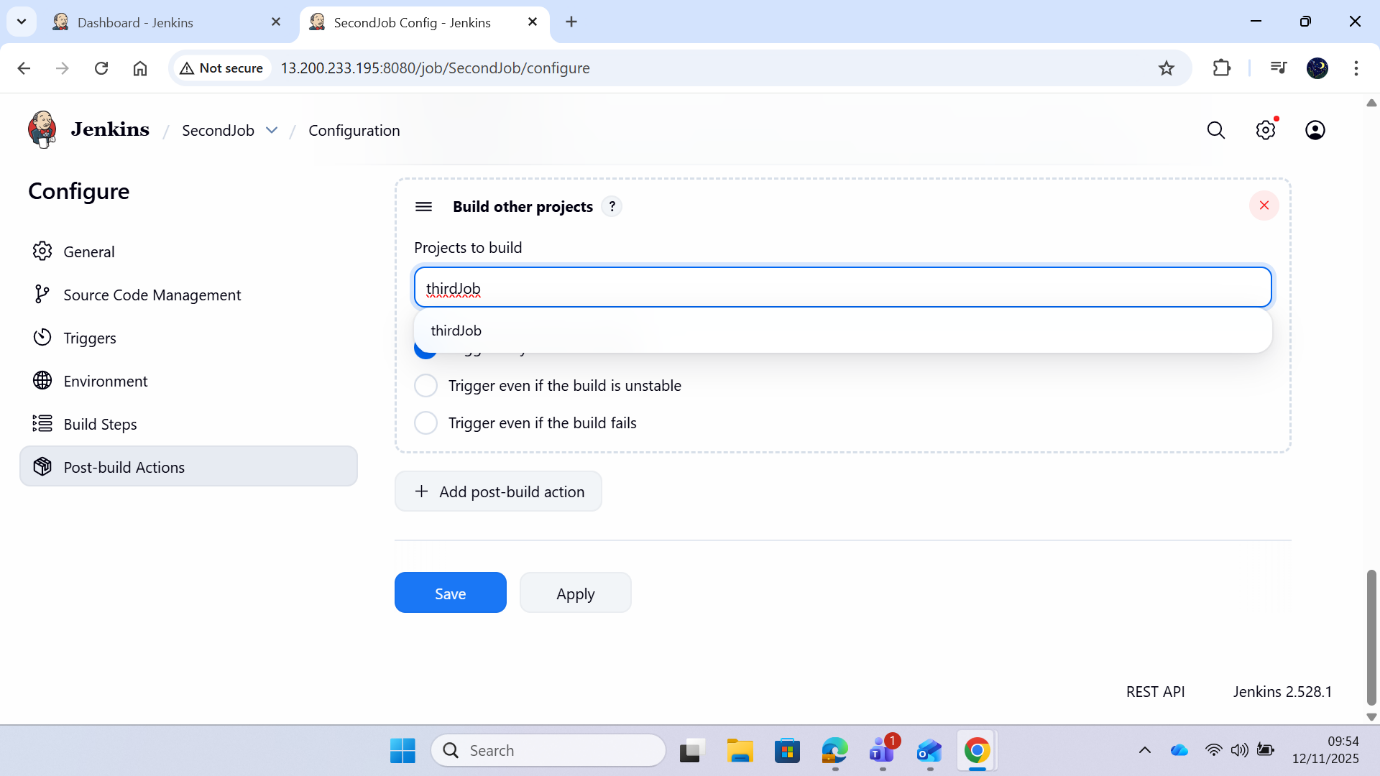 Dashboard - Jenkins
SecondJob Config - Jenkins
Not secure
13.200.233.195:8080/job/SecondJob/configure
Jenkins / SecondJob / Configuration
Configure
General
Source Code Management
Triggers
Environment
Build Steps
Post-build Actions
Build other projects ?
Projects to build
thirdJob
thirdJob
Trigger even if the build is unstable
Trigger even if the build fails
+ Add post-build action
Save
Apply
REST API
Jenkins 2.528.1
Search
1
09:54
12/11/2025